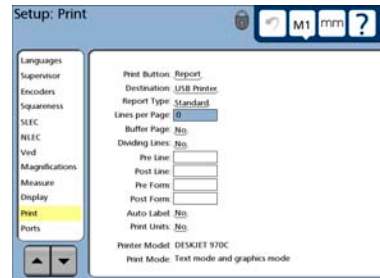 Setup: Print
M1 mm ?
Languages
Supervisor
Encoders
Squareness
SLEC
NLEC
Ved
Magnifications
Measure
Display
Print
Ports
Print Button: Report
Destination: USB Printer
Report Type: Standard
Lines per Page: 0
Buffer Page: No
Dividing Lines: No
Pre Line:
Post Line:
Pre Form:
Post Form:
Auto Label: No
Print Units: No
Printer Model: DESKJET 970C
Print Mode: Text mode and graphics mode